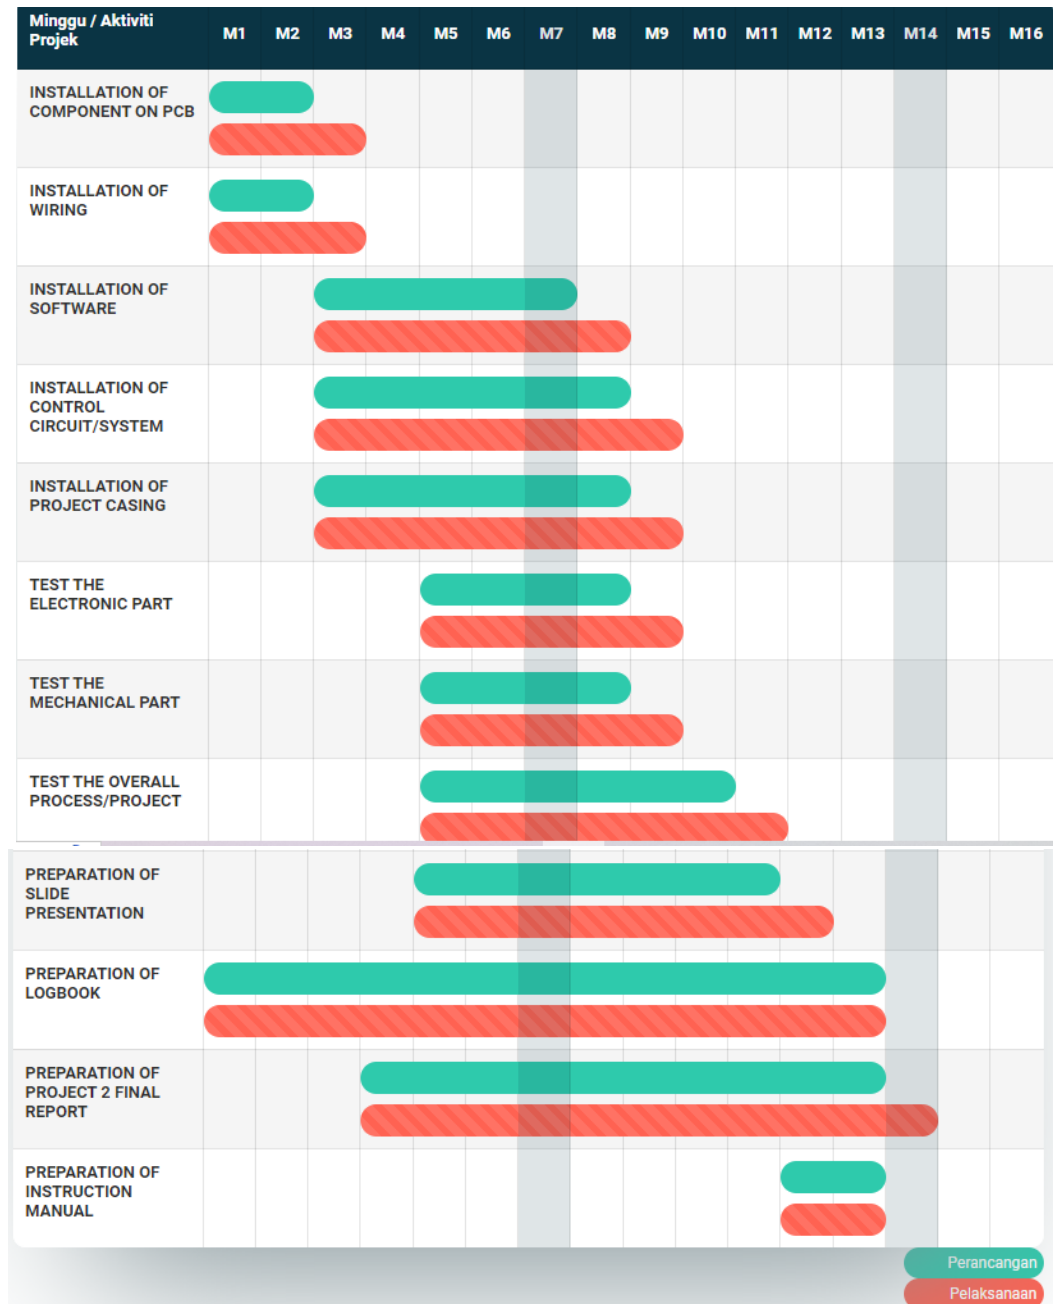 Minggu / Aktiviti
Projek
M1 M2 M3 M4 M5 M6 M7 M8 M9 M10 M11 M12 M13 M14 M15 M16
INSTALLATION OF
COMPONENT ON PCB
INSTALLATION OF
WIRING
INSTALLATION OF
SOFTWARE
INSTALLATION OF
CONTROL
CIRCUIT/SYSTEM
INSTALLATION OF
PROJECT CASING
TEST THE
ELECTRONIC PART
TEST THE
MECHANICAL PART
TEST THE OVERALL
PROCESS/PROJECT
PREPARATION OF
SLIDE
PRESENTATION
PREPARATION OF
LOGBOOK
PREPARATION OF
PROJECT 2 FINAL
REPORT
PREPARATION OF
INSTRUCTION
MANUAL
Perancangan
Pelaksanaan